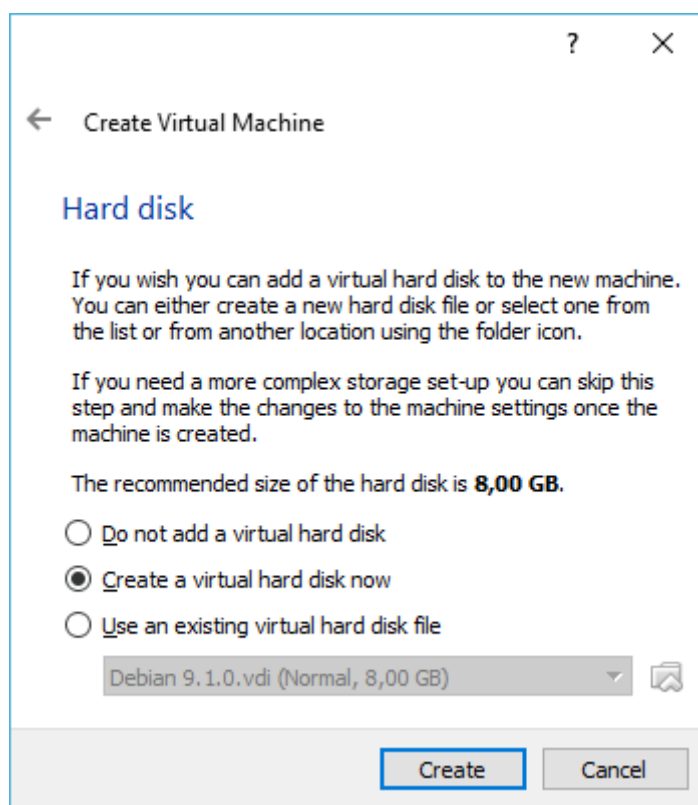 ?
Create Virtual Machine
Hard disk
If you wish you can add a virtual hard disk to the new machine.
You can either create a new hard disk file or select one from
the list or from another location using the folder icon.
If you need a more complex storage set-up you can skip this
step and make the changes to the machine settings once the
machine is created.
The recommended size of the hard disk is 8,00 GB.
Do not add a virtual hard disk
Create a virtual hard disk now
Use an existing virtual hard disk file
Debian 9.1.0.vdi (Normal, 8,00 GB)
Create Cancel